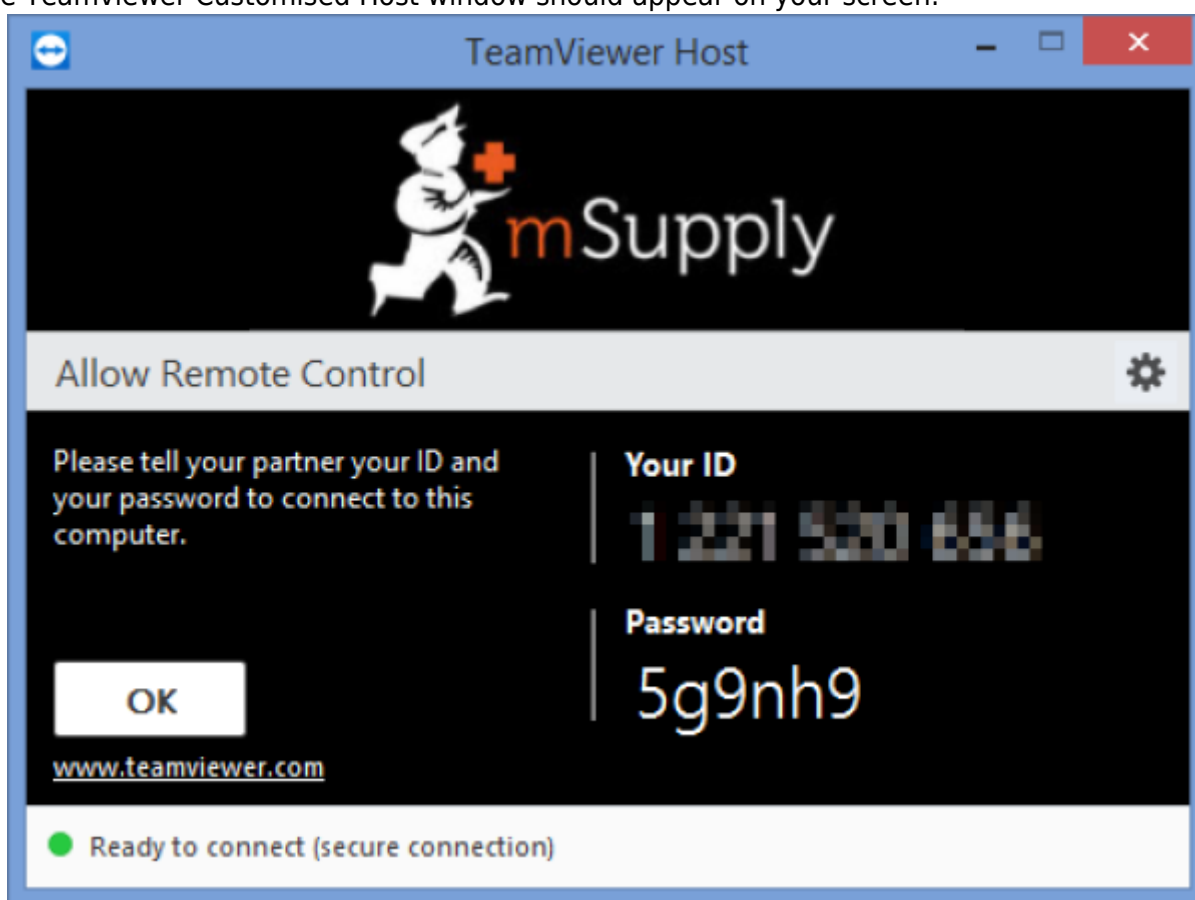 e TeamViewer Customised Host window should appear on your screen.
TeamViewer Host
mSupply
Allow Remote Control
Please tell your partner your ID and
your password to connect to this
computer.
Your ID
Password
5g9nh9
OK
www.teamviewer.com
Ready to connect (secure connection)